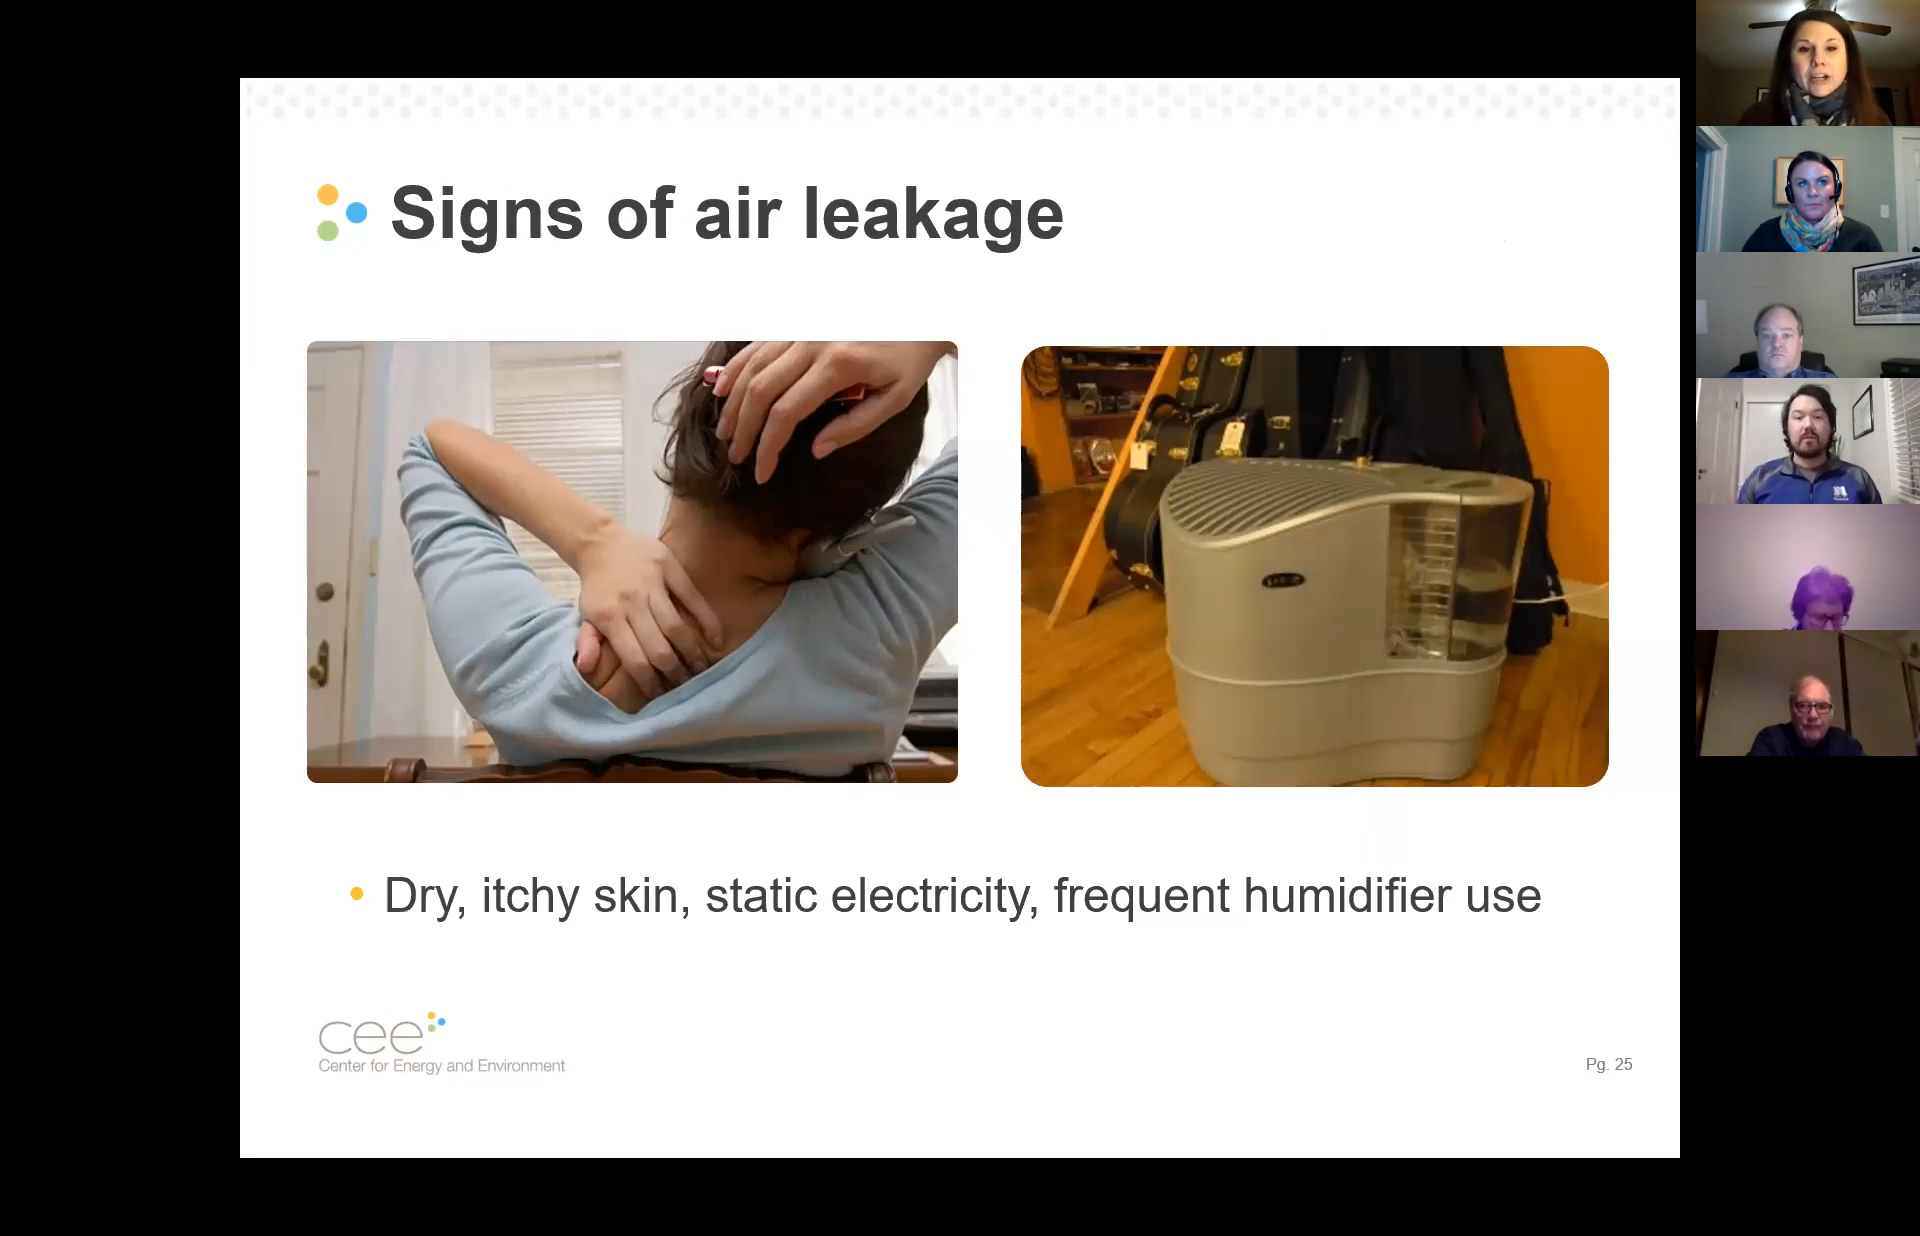 Signs of air leakage
Dry, itchy skin, static electricity, frequent humidifier use
cee
Center for Energy and Environment
Pg. 25